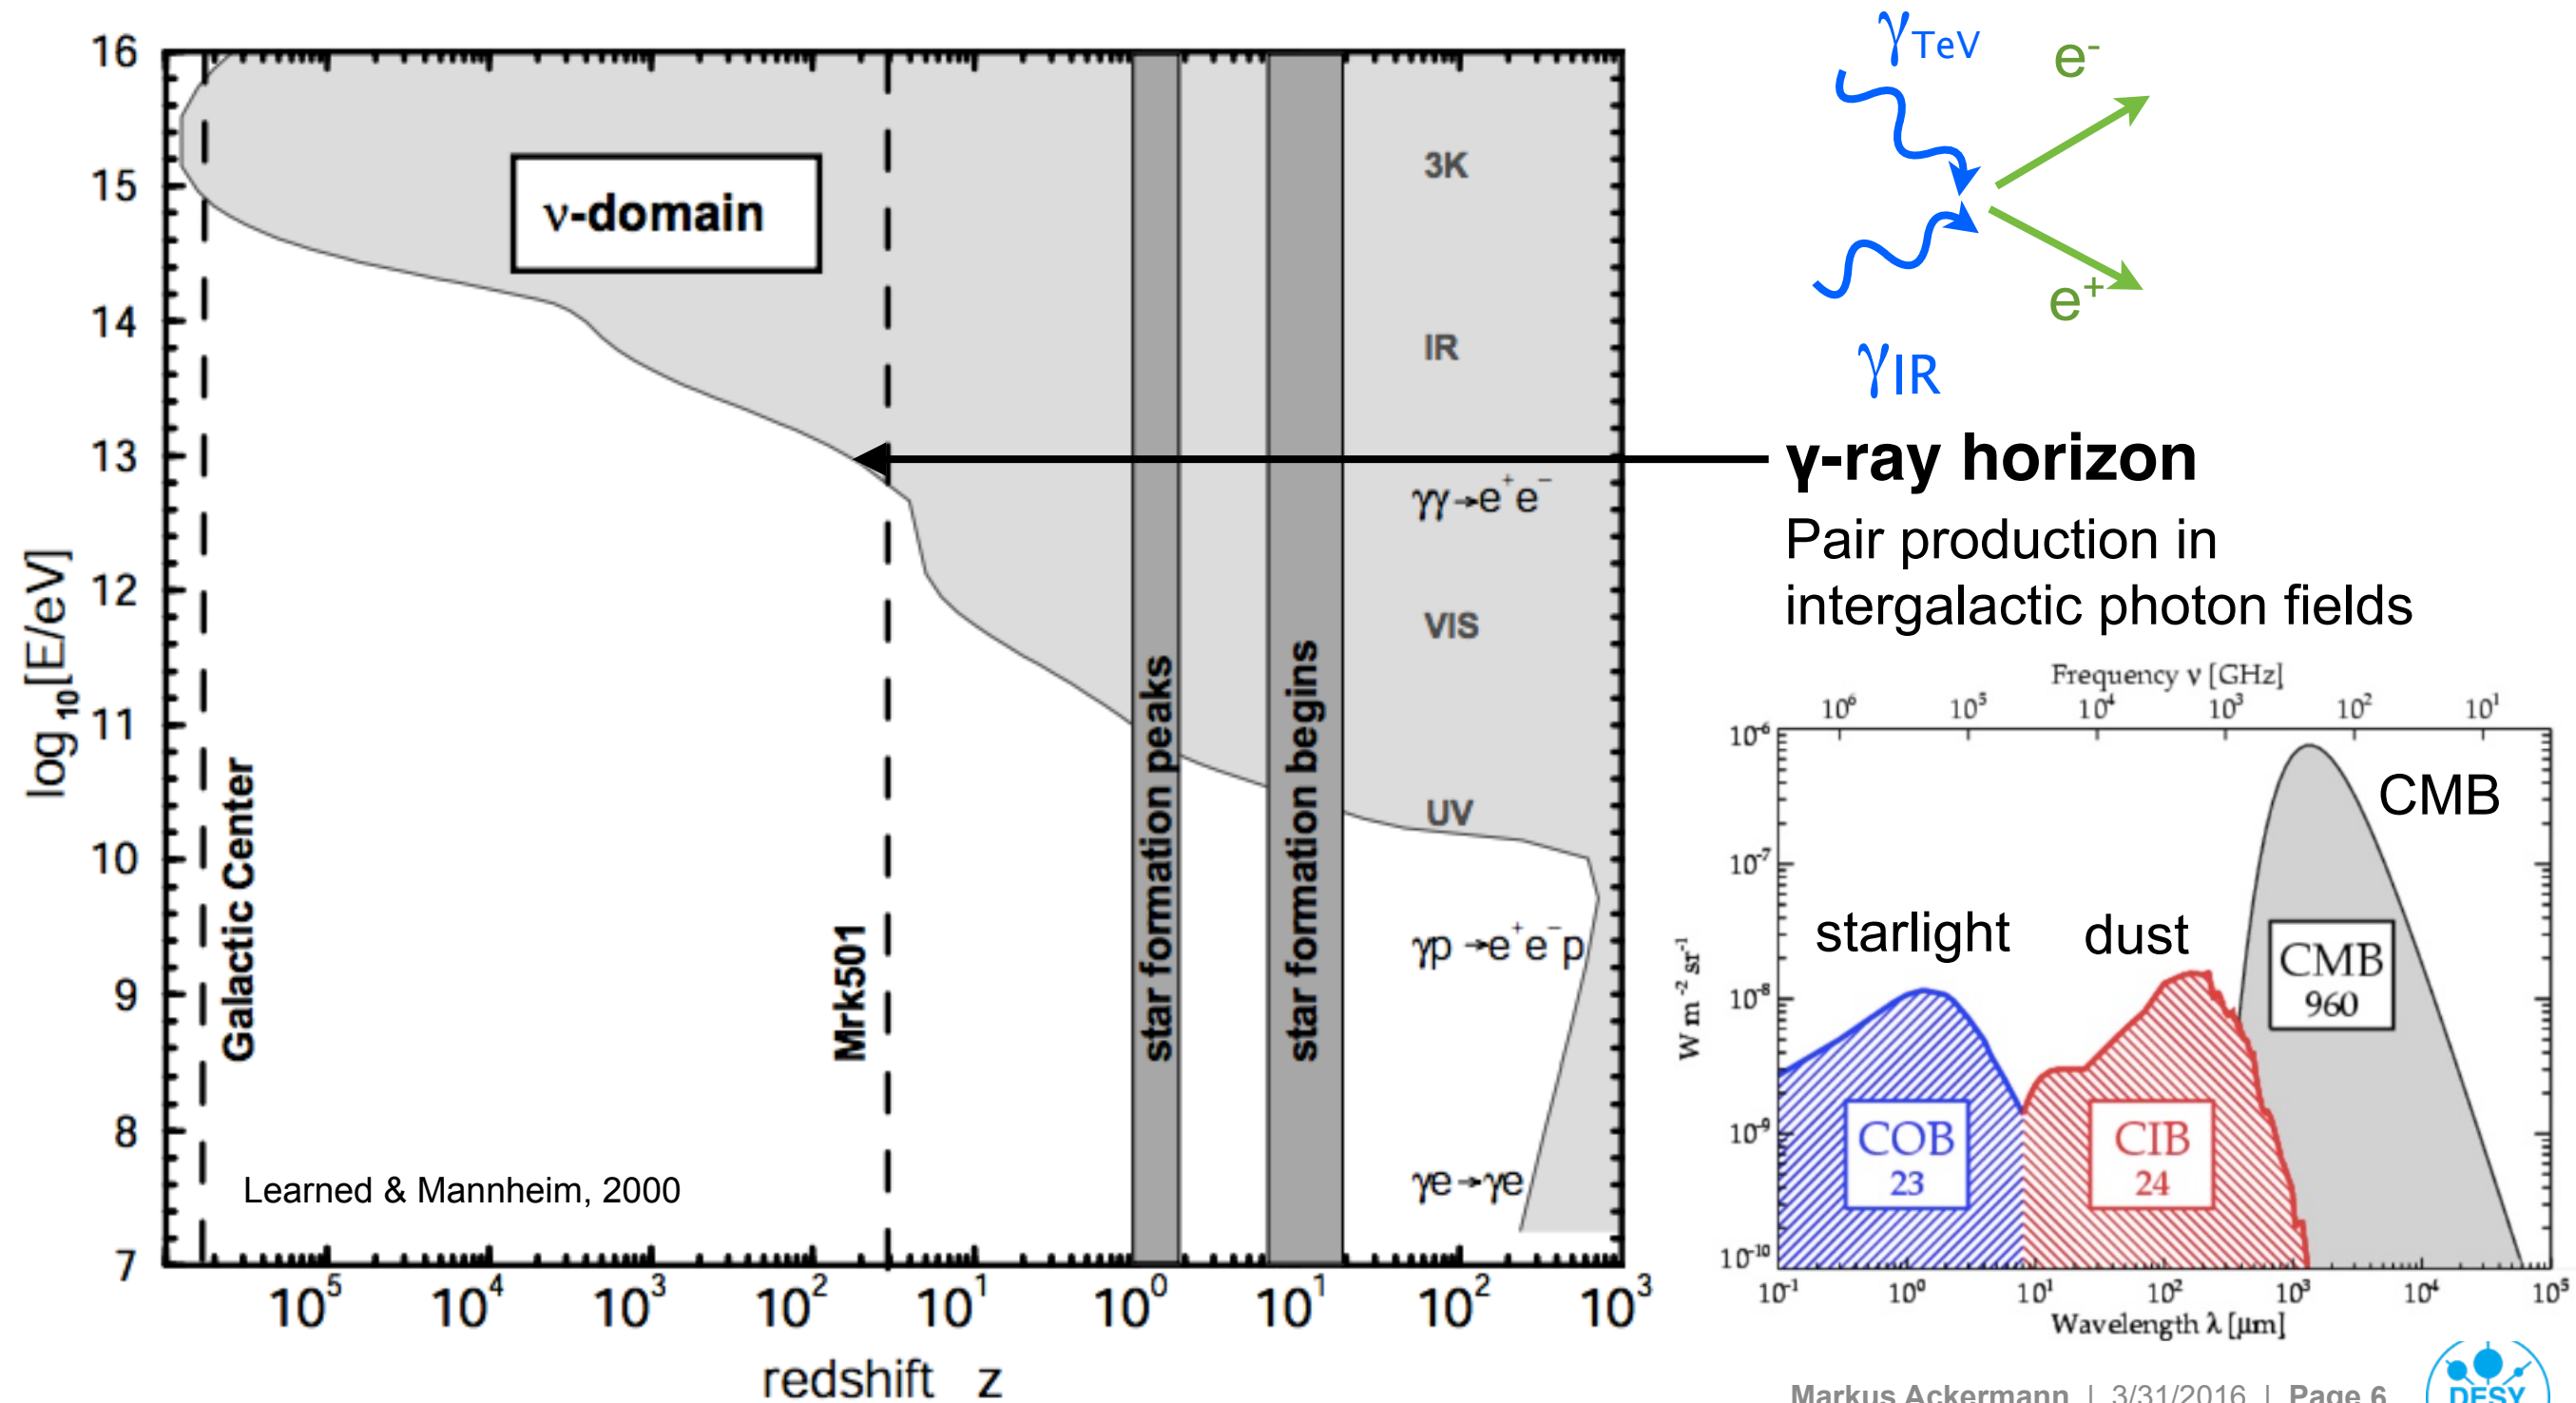 16
15
14
13
12
11
10
9
8
7
log10[E/eV]
ν-domain
3K
IR
γγ→e+e−
VIS
UV
γp→e+e−p
γe→γe
Galactic Center
Mrk501
star formation peaks
star formation begins
Learned & Mannheim, 2000
10^5 10^4 10^3 10^2 10^1 10^0 10^1 10^2 10^3
redshift z
γTeV
e-
e+
γIR
γ-ray horizon
Pair production in
intergalactic photon fields
Frequency ν [GHz]
10^6 10^5 10^4 10^3 10^2 10^1
10^-6
10^-7
10^-8
10^-9
10^-10
W m^-2 sr^-1
CMB
starlight
dust
CMB
960
COB
23
CIB
24
10^-1 10^0 10^1 10^2 10^3 10^4 10^5
Wavelength λ [μm]
Markus Ackermann | 3/31/2016 | Page 6
DESY